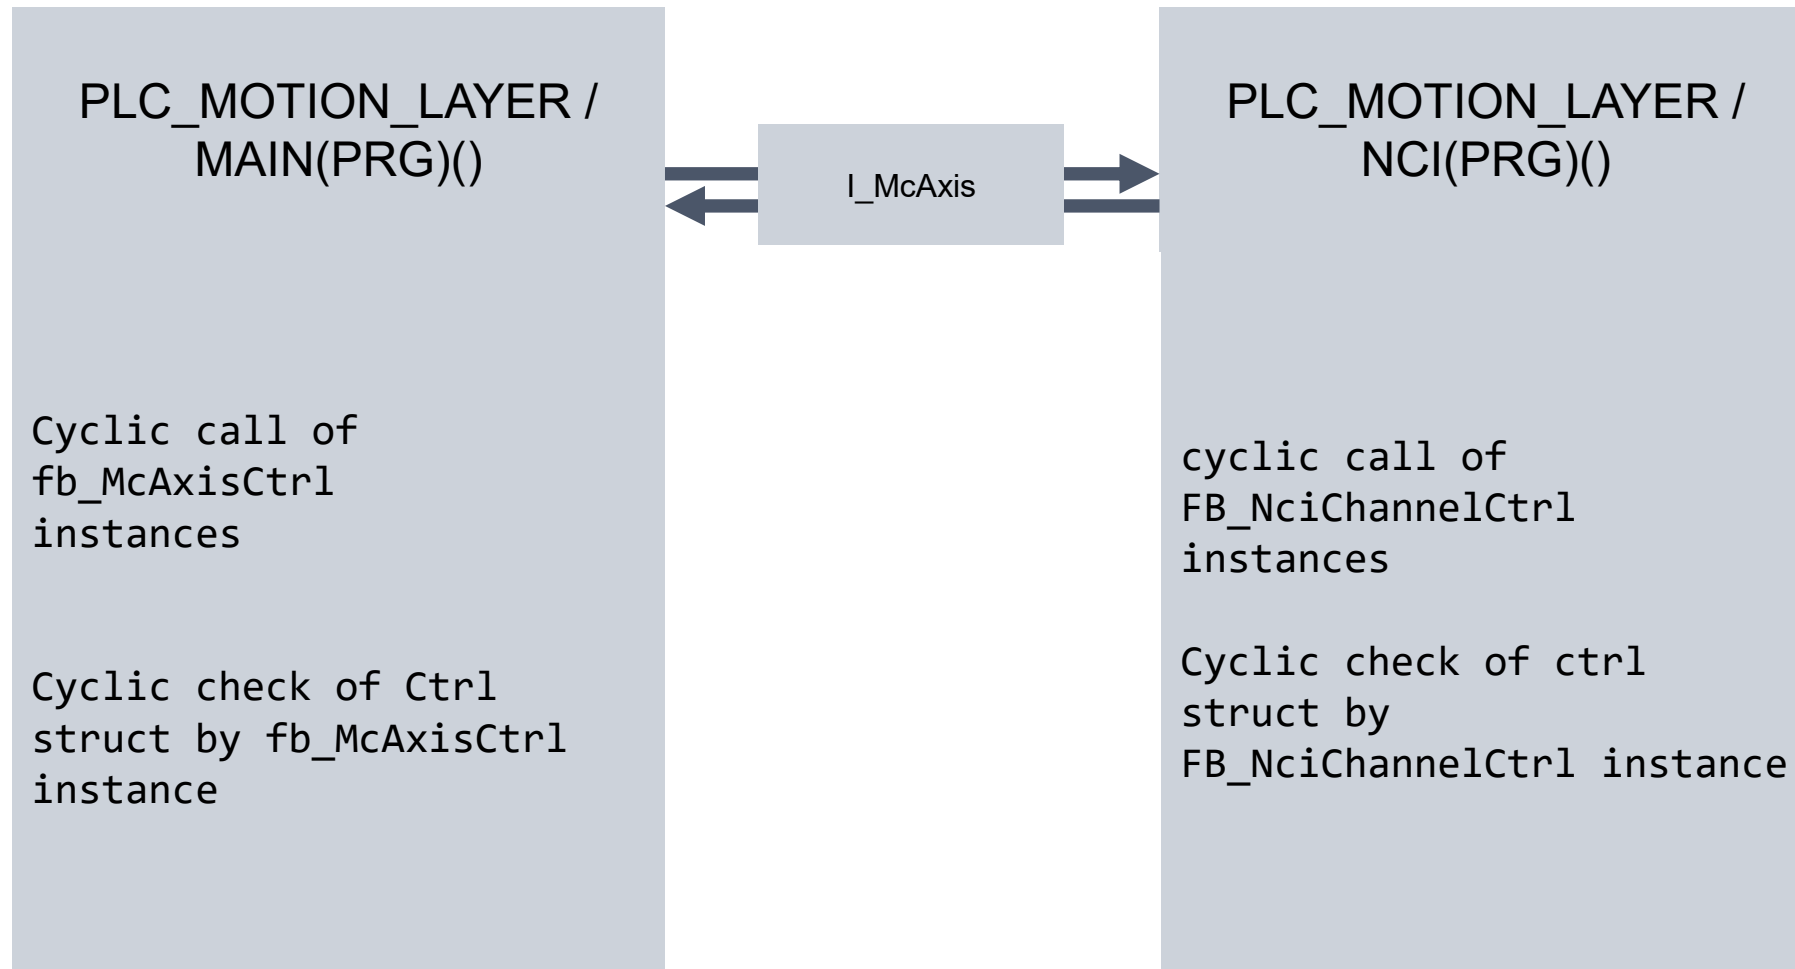 PLC_MOTION_LAYER /
MAIN(PRG)()
I_McAxis
PLC_MOTION_LAYER /
NCI(PRG)()
Cyclic call of
fb_McAxisCtrl
instances
Cyclic check of Ctrl
struct by fb_McAxisCtrl
instance
cyclic call of
FB_NciChannelCtrl
instances
Cyclic check of ctrl
struct by
FB_NciChannelCtrl instance